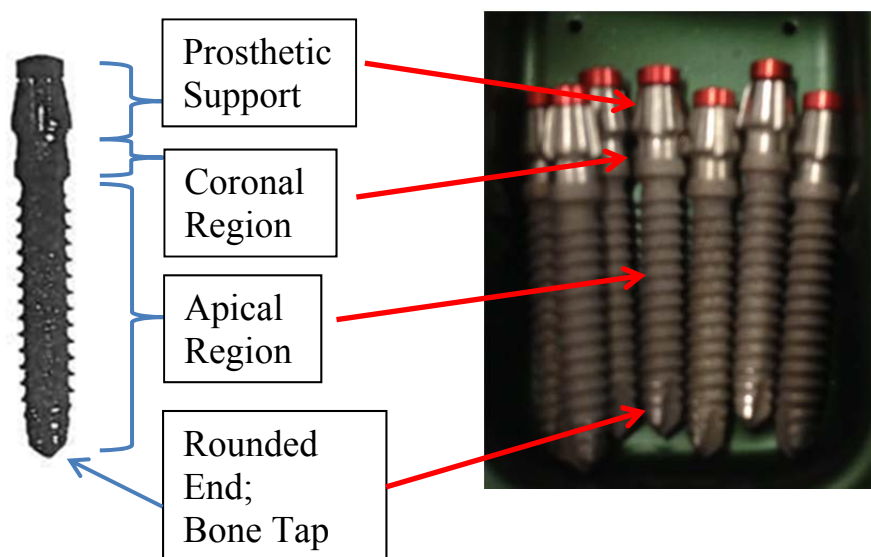 Prosthetic
Support
Coronal
Region
Apical
Region
Rounded
End;
Bone Tap